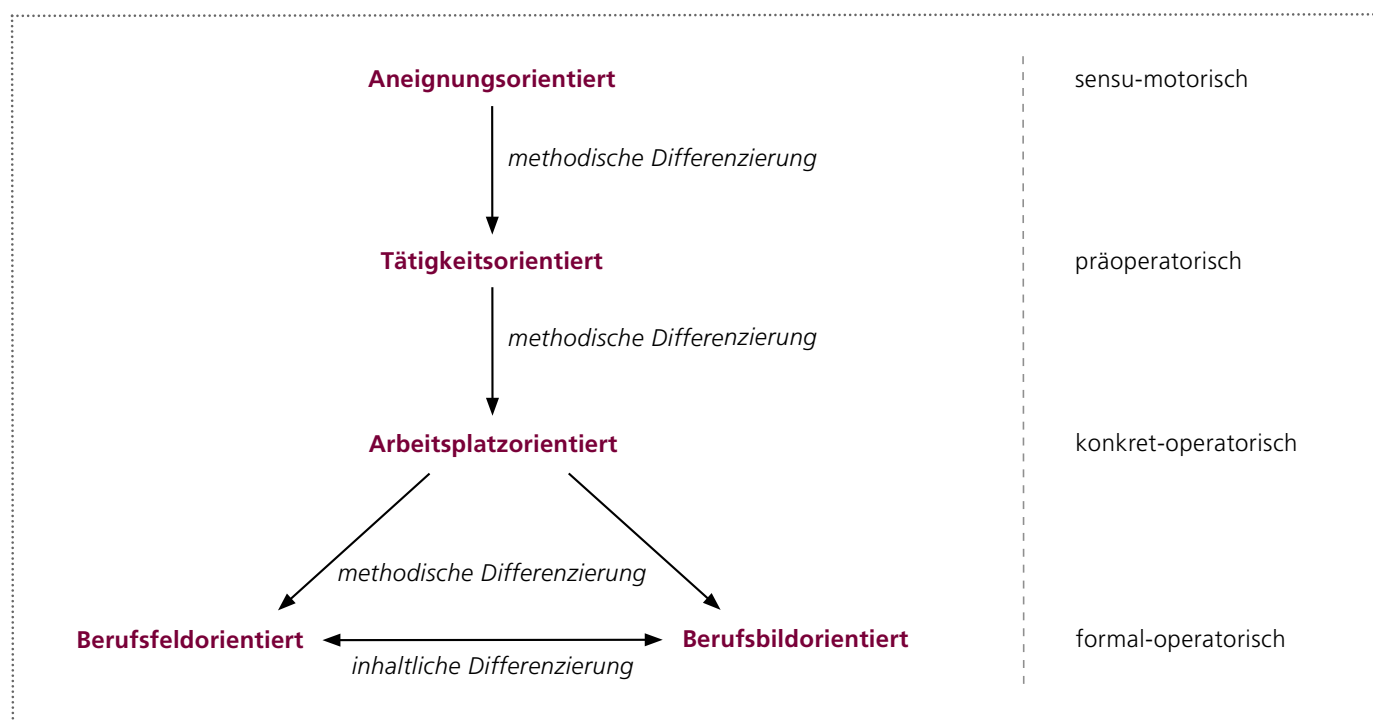 Aneignungsorientiert
sensu-motorisch
methodische Differenzierung
Tätigkeitsorientiert
präoperatorisch
methodische Differenzierung
Arbeitsplatzorientiert
konkret-operatorisch
methodische Differenzierung
Berufsfeldorientiert
Berufsbildorientiert
formal-operatorisch
inhaltliche Differenzierung